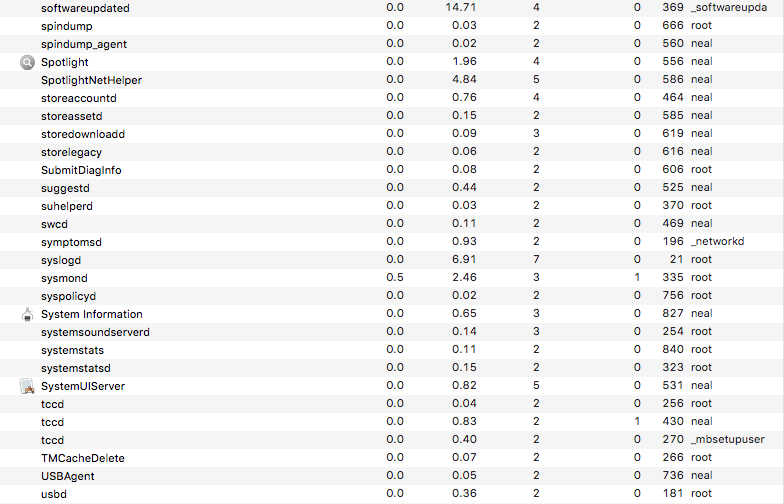 softwareupdated 0.0 14.71 4 0 369 _softwareupda
spindump 0.0 0.03 2 0 666 root
spindump_agent 0.0 0.02 2 0 560 neal
Spotlight 0.0 1.96 4 0 556 neal
SpotlightNetHelper 0.0 4.84 5 0 586 neal
storeaccountd 0.0 0.76 4 0 464 neal
storeassetd 0.0 0.15 2 0 585 neal
storedownloadd 0.0 0.09 3 0 619 neal
storelegacy 0.0 0.06 2 0 616 neal
SubmitDiagInfo 0.0 0.08 2 0 606 root
suggestd 0.0 0.44 2 0 525 neal
suhelperd 0.0 0.03 2 0 370 root
swcd 0.0 0.11 2 0 469 neal
symptomsd 0.0 0.93 2 0 196 _networkd
syslogd 0.0 6.91 7 0 21 root
sysmond 0.5 2.46 3 1 335 root
syspolicyd 0.0 0.02 2 0 756 root
System Information 0.0 0.65 3 0 827 neal
systemsoundserverd 0.0 0.14 3 0 254 root
systemstats 0.0 0.11 2 0 840 root
systemstatsd 0.0 0.15 2 0 323 root
SystemUIServer 0.0 0.82 5 0 531 neal
tccd 0.0 0.04 2 0 256 root
tccd 0.0 0.83 2 1 430 neal
tccd 0.0 0.40 2 0 270 _mbsetupuser
TMCacheDelete 0.0 0.07 2 0 266 root
USBAgent 0.0 0.05 2 0 736 neal
usbd 0.0 0.36 2 0 181 root